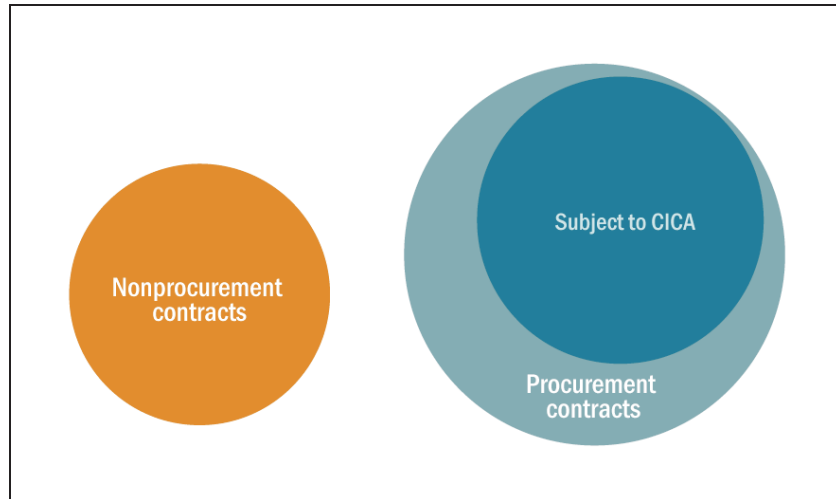 Nonprocurement
contracts
Subject to CICA
Procurement
contracts